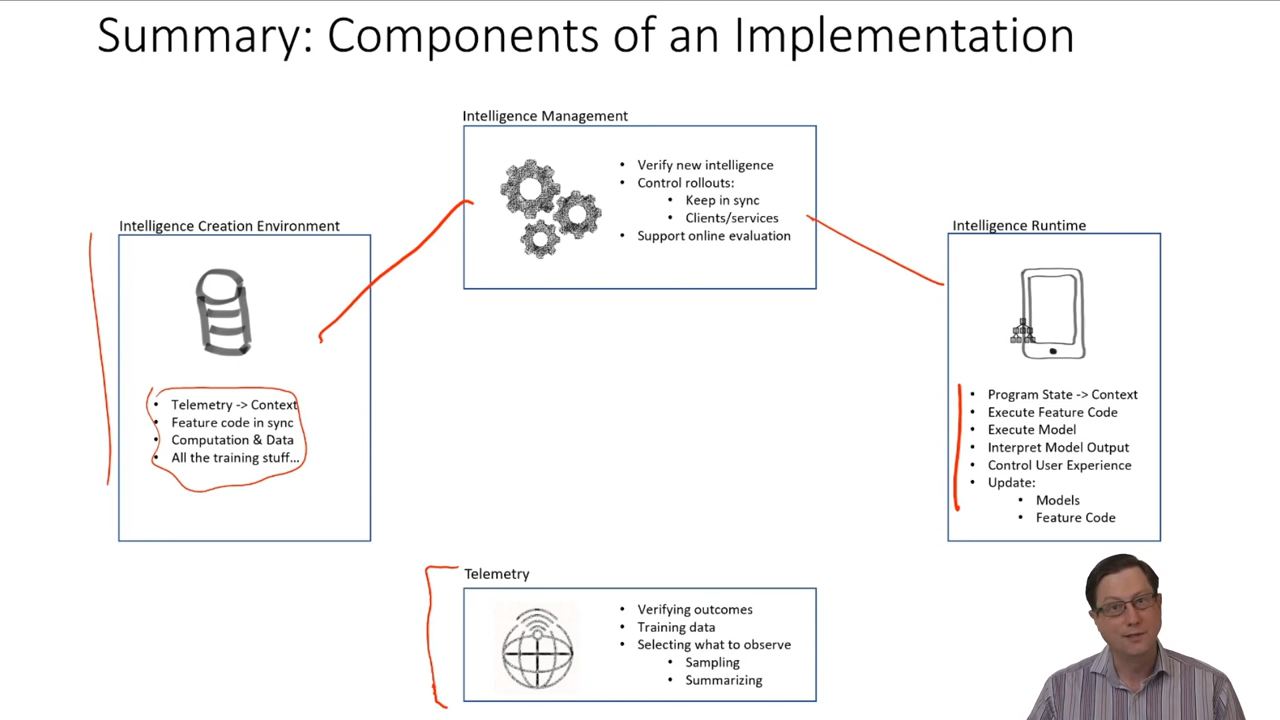 Summary: Components of an Implementation
Intelligence Management
• Verify new intelligence
• Control rollouts:
• Keep in sync
• Clients/services
• Support online evaluation
Intelligence Creation Environment
• Telemetry -> Context
• Feature code in sync
• Computation & Data
• All the training stuff...
Intelligence Runtime
• Program State -> Context
• Execute Feature Code
• Execute Model
• Interpret Model Output
• Control User Experience
• Update:
• Models
• Feature Code
Telemetry
• Verifying outcomes
• Training data
• Selecting what to observe
• Sampling
• Summarizing